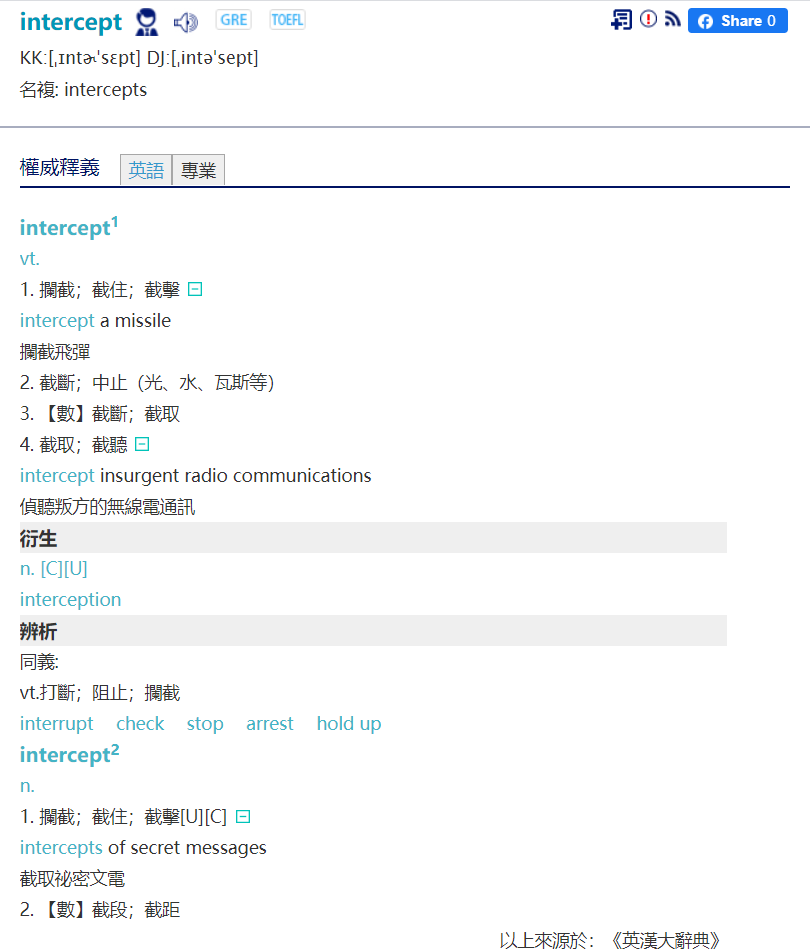 intercept GRE TOEFL Share 0
KK:[ˌɪntɚˈsɛpt] DJ:[ˌintəˈsept]
名複: intercepts
權威釋義 英語 專業
intercept¹
vt.
1. 攔截；截住；截擊
intercept a missile
攔截飛彈
2. 截斷；中止（光、水、瓦斯等）
3. 【數】截斷；截取
4. 截取；截聽
intercept insurgent radio communications
偵聽叛方的無線電通訊
衍生
n. [C][U]
interception
辨析
同義:
vt.打斷；阻止；攔截
interrupt check stop arrest hold up
intercept²
n.
1. 攔截；截住；截擊[U][C]
intercepts of secret messages
截取祕密文電
2. 【數】截段；截距
以上來源於：《英漢大辭典》